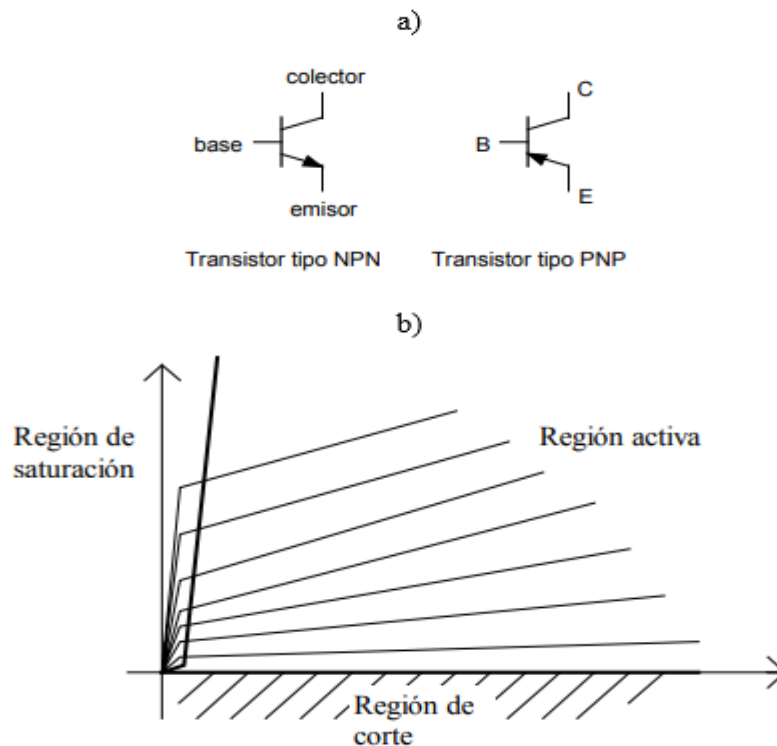 a)
colector
C
base
B
emisor
E
Transistor tipo NPN
Transistor tipo PNP
b)
Región de
saturación
Región activa
Región de
corte